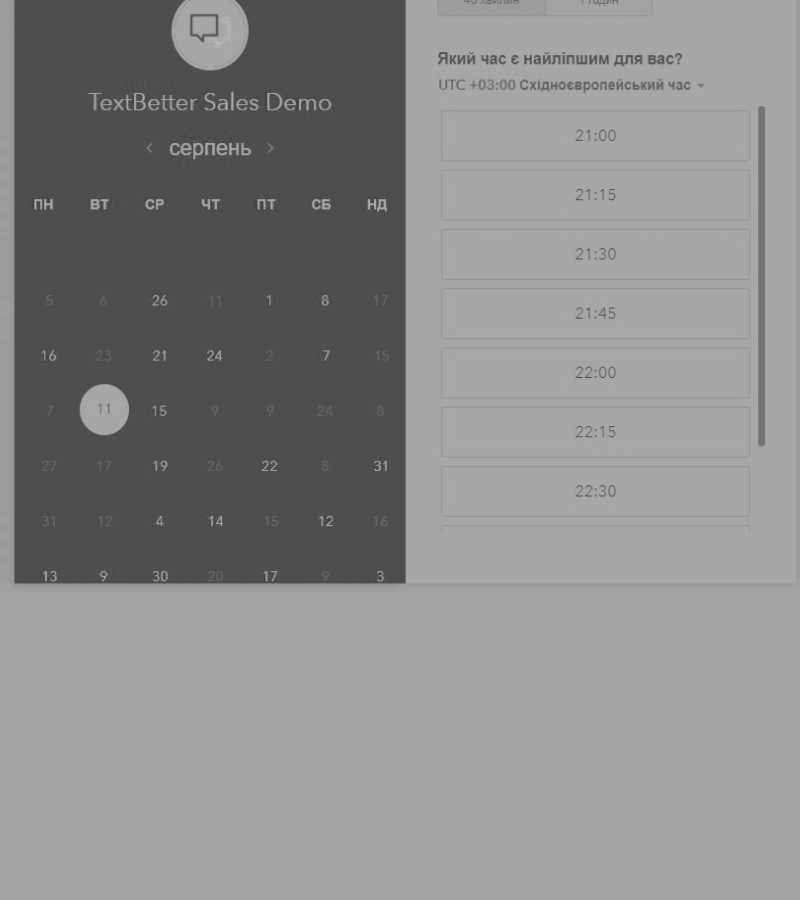 TextBetter Sales Demo
серпень
ПН ВТ СР ЧТ ПТ СБ НД
5 6 26 11 1 8 17
16 23 21 24 2 7 15
7 11 15 9 9 24 8
27 17 19 26 22 8 31
31 12 4 14 15 12 16
13 9 30 20 17 9 3
Який час є найліпшим для вас?
UTC +03:00 Східноєвропейський час
21:00
21:15
21:30
21:45
22:00
22:15
22:30